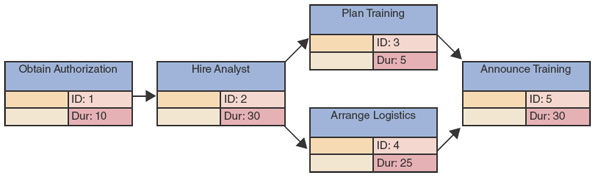 Obtain Authorization
ID: 1
Dur: 10
Hire Analyst
ID: 2
Dur: 30
Plan Training
ID: 3
Dur: 5
Arrange Logistics
ID: 4
Dur: 25
Announce Training
ID: 5
Dur: 30